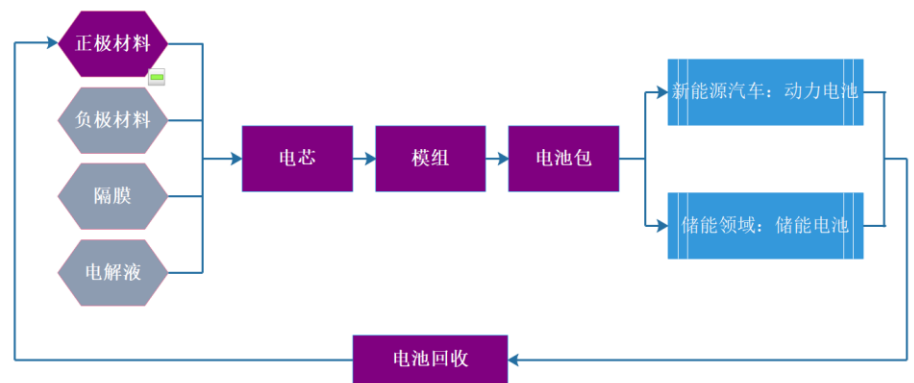 正极材料
负极材料
隔膜
电解液
电芯
模组
电池包
新能源汽车：动力电池
储能领域：储能电池
电池回收